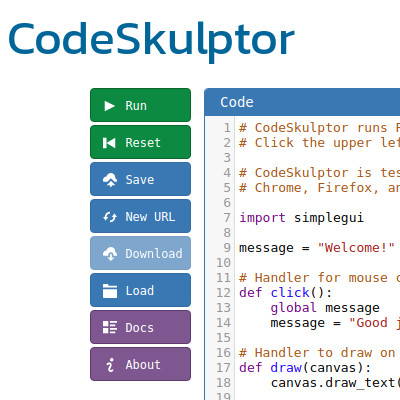 CodeSkulptor
Run
Reset
Save
New URL
Download
Load
Docs
About
Code
1 # CodeSkulptor runs
2 # Click the upper
3
4 # CodeSkulptor is
5 # Chrome, Firefox,
6
7 import simplegui
8
9 message = "Welcome!"
10
11 # Handler for mouse
12 def click():
13 global message
14 message = "Good
15
16 # Handler to draw on
17 def draw(canvas):
18 canvas.draw_text(
19